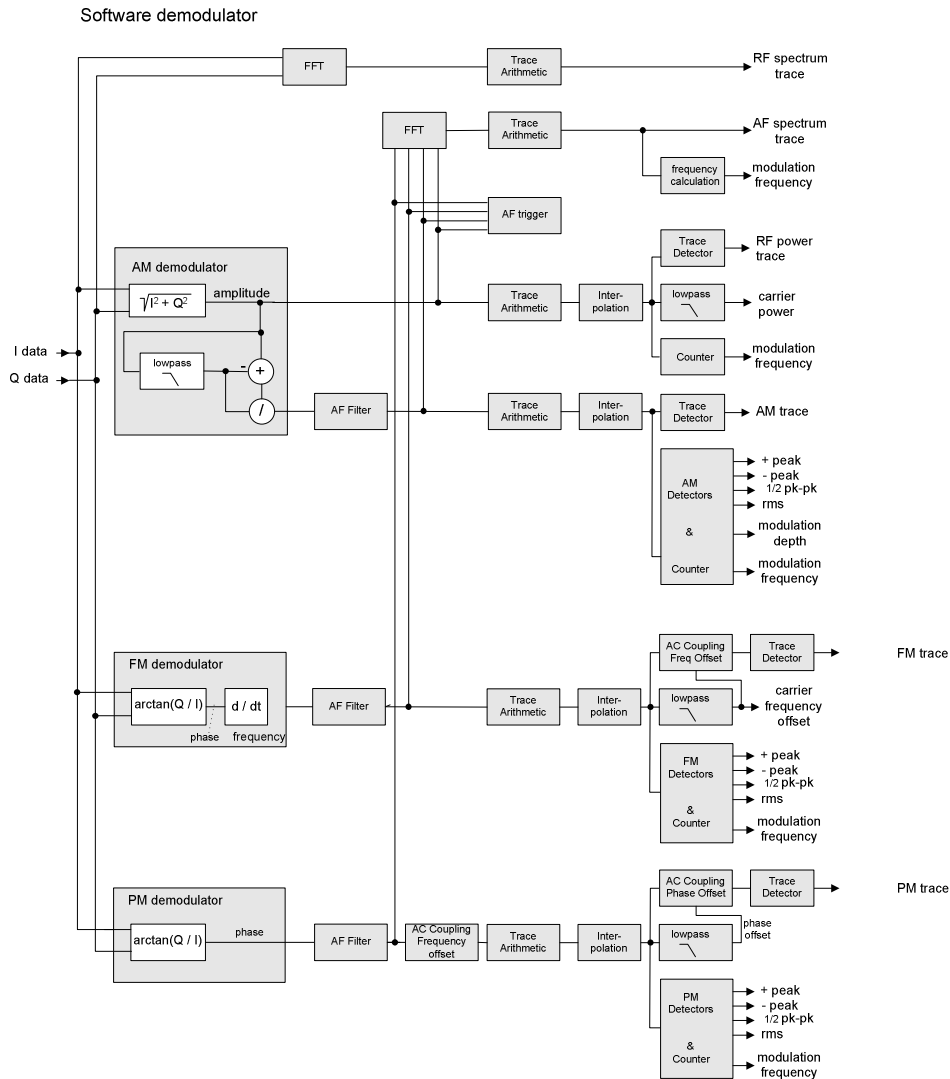 Software demodulator
FFT
Trace
Arithmetic
RF spectrum
trace
FFT
Trace
Arithmetic
AF spectrum
trace
frequency
calculation
modulation
frequency
AF trigger
Trace
Detector
RF power
trace
AM demodulator
√I² + Q²
amplitude
Trace
Arithmetic
Inter-
polation
lowpass
carrier
power
I data
Q data
lowpass
-
+
Counter
modulation
frequency
/
AF Filter
Trace
Arithmetic
Inter-
polation
Trace
Detector
AM trace
AM
Detectors
&
Counter
+ peak
- peak
1/2 pk-pk
rms
modulation
depth
modulation
frequency
FM demodulator
arctan(Q / I)
d / dt
phase
frequency
AF Filter
Trace
Arithmetic
Inter-
polation
AC Coupling
Freq Offset
Trace
Detector
FM trace
lowpass
carrier
frequency
offset
FM
Detectors
&
Counter
+ peak
- peak
1/2 pk-pk
rms
modulation
frequency
PM demodulator
arctan(Q / I)
phase
AF Filter
AC Coupling
Frequency
offset
Trace
Arithmetic
Inter-
polation
AC Coupling
Phase Offset
Trace
Detector
PM trace
lowpass
phase
offset
PM
Detectors
&
Counter
+ peak
- peak
1/2 pk-pk
rms
modulation
frequency